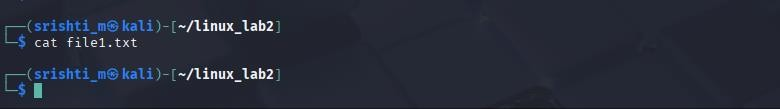 ┌──(srishti_m㉿kali)-[~/linux_lab2]
└─$ cat file1.txt
┌──(srishti_m㉿kali)-[~/linux_lab2]
└─$